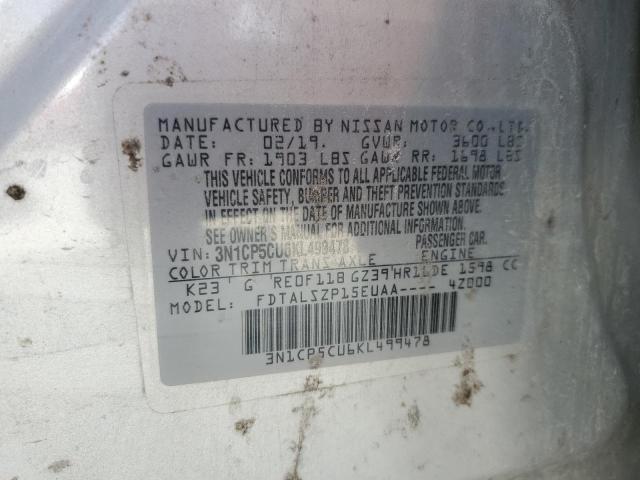 MANUFACTURED BY NISSAN MOTOR CO.,LTD.
DATE: 02/19. GVWR: 3600 LBS
GAWR FR: 1903 LBS GAWR RR: 1698 LBS
THIS VEHICLE CONFORMS TO ALL APPLICABLE FEDERAL MOTOR
VEHICLE SAFETY, BUMPER AND THEFT PREVENTION STANDARDS
IN EFFECT ON THE DATE OF MANUFACTURE SHOWN ABOVE.
SEE OWNER'S MANUAL FOR FURTHER INFORMATION.
VIN: 3N1CP5CU6KL499478 PASSENGER CAR.
COLOR TRIM TRANS AXLE ENGINE
K23 G RE0F11B GZ39 HR16DE 1598 CC
MODEL: FDTALSZP15EUAA---- 4Z000
3N1CP5CU6KL499478